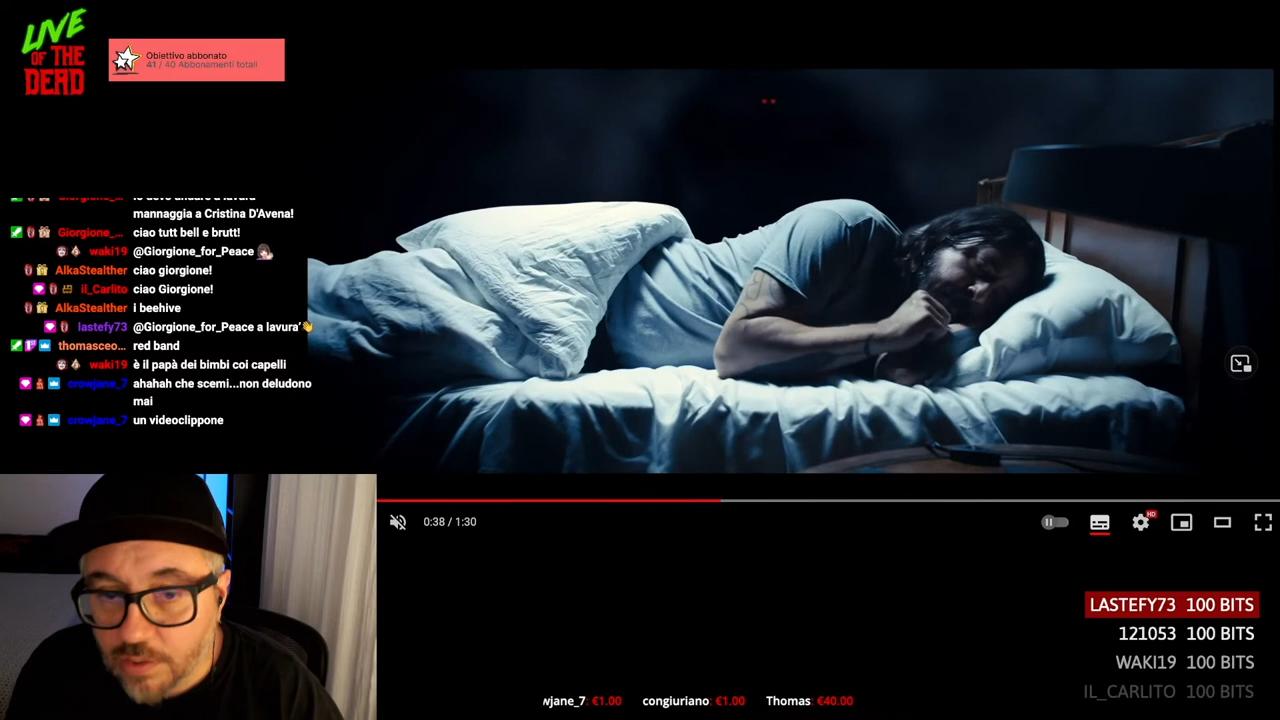 LIVE
OF THE
DEAD
Obiettivo abbonato
41 / 40 Abbonamenti totali
mannaggia a Cristina D'Avena!
Giorgione_... ciao tutt bell e brutt!
waki19 @Giorgione_for_Peace
AlkaStealther ciao giorgione!
il_Carlito ciao Giorgione!
AlkaStealther i beehive
lastefy73 @Giorgione_for_Peace a lavura'
thomasceo... red band
waki19 è il papà dei bimbi coi capelli
crowjane_7 ahahah che scemi...non deludono
mai
crowjane_7 un videoclippone
0:38 / 1:30
HD
LASTEFY73 100 BITS
121053 100 BITS
WAKI19 100 BITS
IL_CARLITO 100 BITS
wjane_7: €1.00 congiuriano: €1.00 Thomas: €40.00